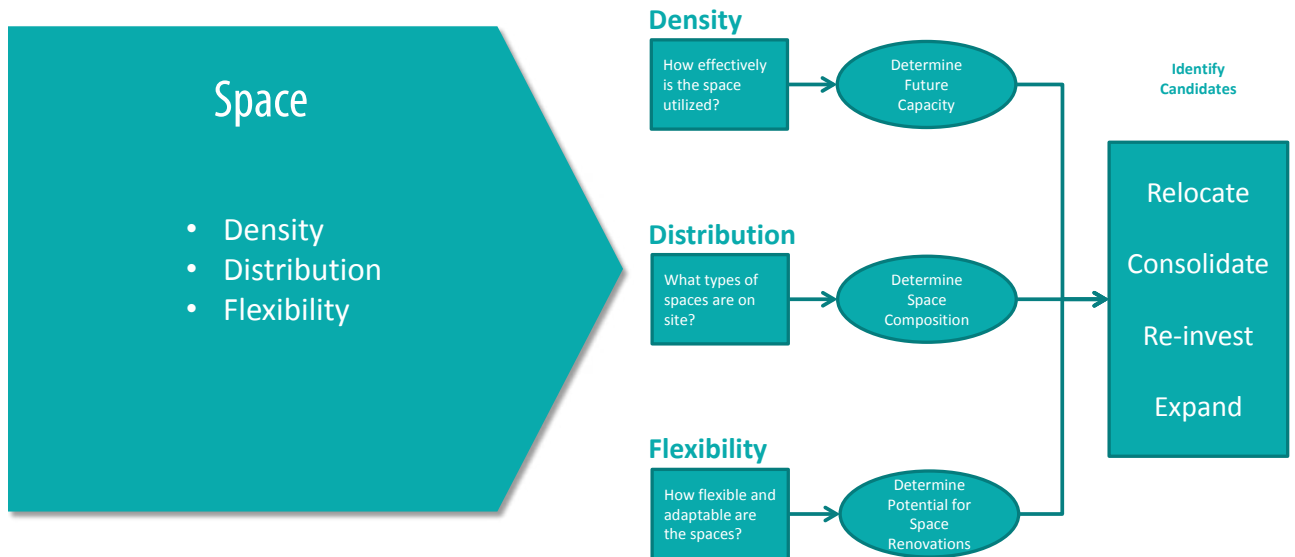 Space
• Density
• Distribution
• Flexibility
Density
How effectively
is the space
utilized?
Determine
Future
Capacity
Distribution
What types of
spaces are on
site?
Determine
Space
Composition
Flexibility
How flexible and
adaptable are
the spaces?
Determine
Potential for
Space
Renovations
Identify
Candidates
Relocate
Consolidate
Re-invest
Expand